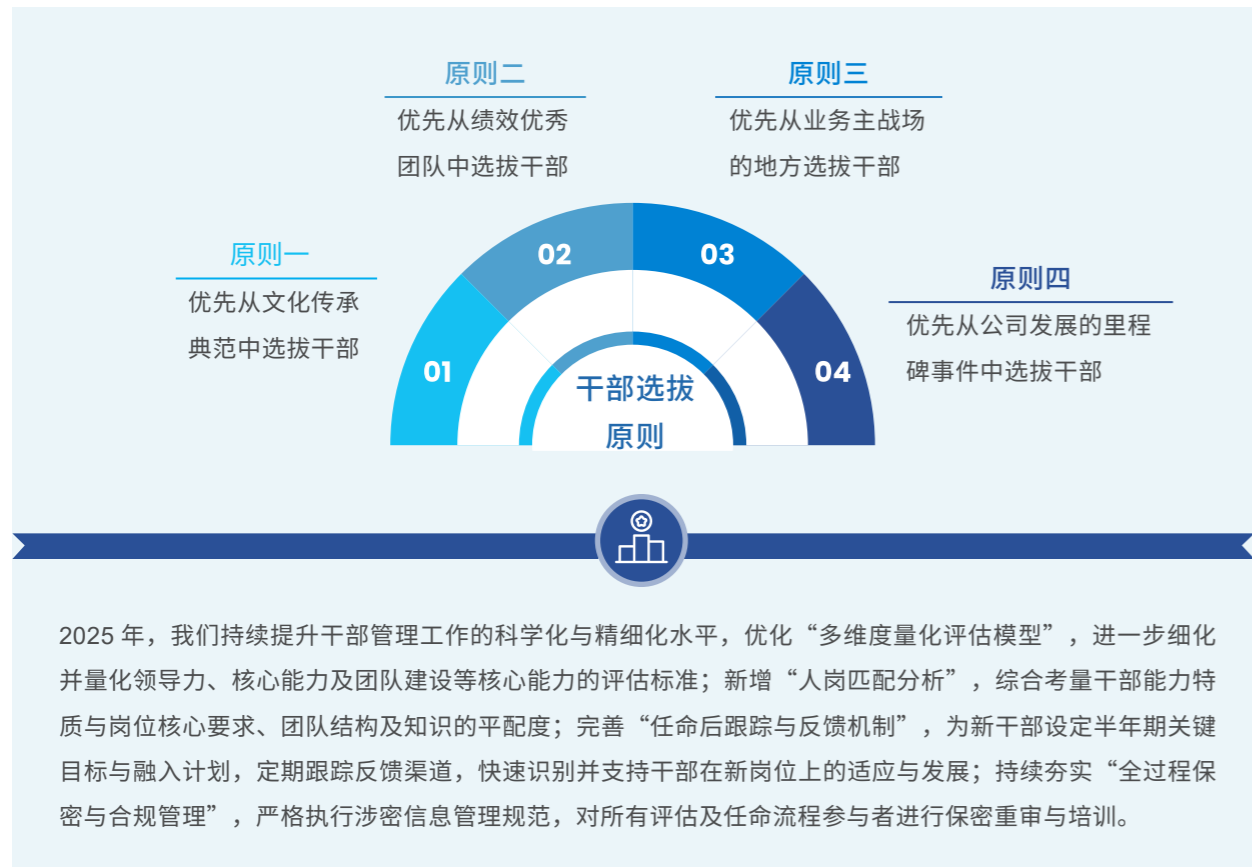 原则二
优先从绩效优秀
团队中选拔干部
原则三
优先从业务主战场
的地方选拔干部
原则一
优先从文化传承
典范中选拔干部
原则四
优先从公司发展的里程
碑事件中选拔干部
01
02
03
04
干部选拔
原则
2025 年，我们持续提升干部管理工作的科学化与精细化水平，优化“多维度量化评估模型”，进一步细化
并量化领导力、核心能力及团队建设等核心能力的评估标准；新增“人岗匹配分析”，综合考量干部能力特
质与岗位核心要求、团队结构及知识的平配度；完善“任命后跟踪与反馈机制”，为新干部设定半年期关键
目标与融入计划，定期跟踪反馈渠道，快速识别并支持干部在新岗位上的适应与发展；持续夯实“全过程保
密与合规管理”，严格执行涉密信息管理规范，对所有评估及任命流程参与者进行保密重审与培训。